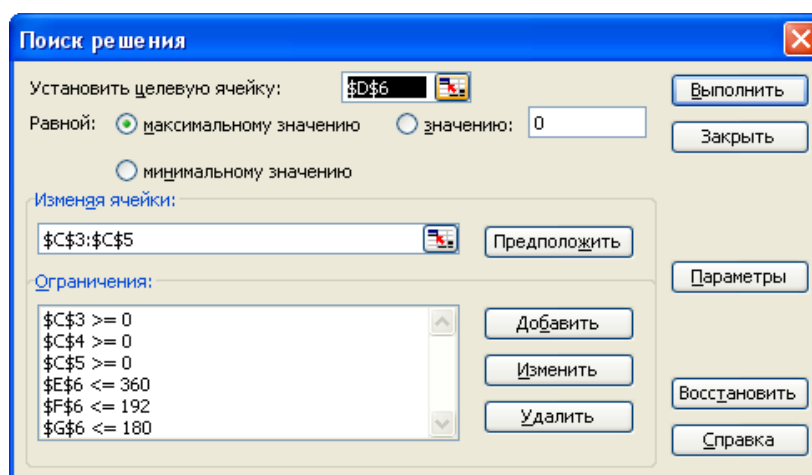 Поиск решения
Установить целевую ячейку: $D$6 Выполнить
Равной: максимальному значению значению: 0 Закрыть
минимальному значению
Изменяя ячейки:
$C$3:$C$5 Предположить
Ограничения: Параметры
$C$3 >= 0 Добавить
$C$4 >= 0
$C$5 >= 0 Изменить
$E$6 <= 360
$F$6 <= 192 Удалить Восстановить
$G$6 <= 180 Справка